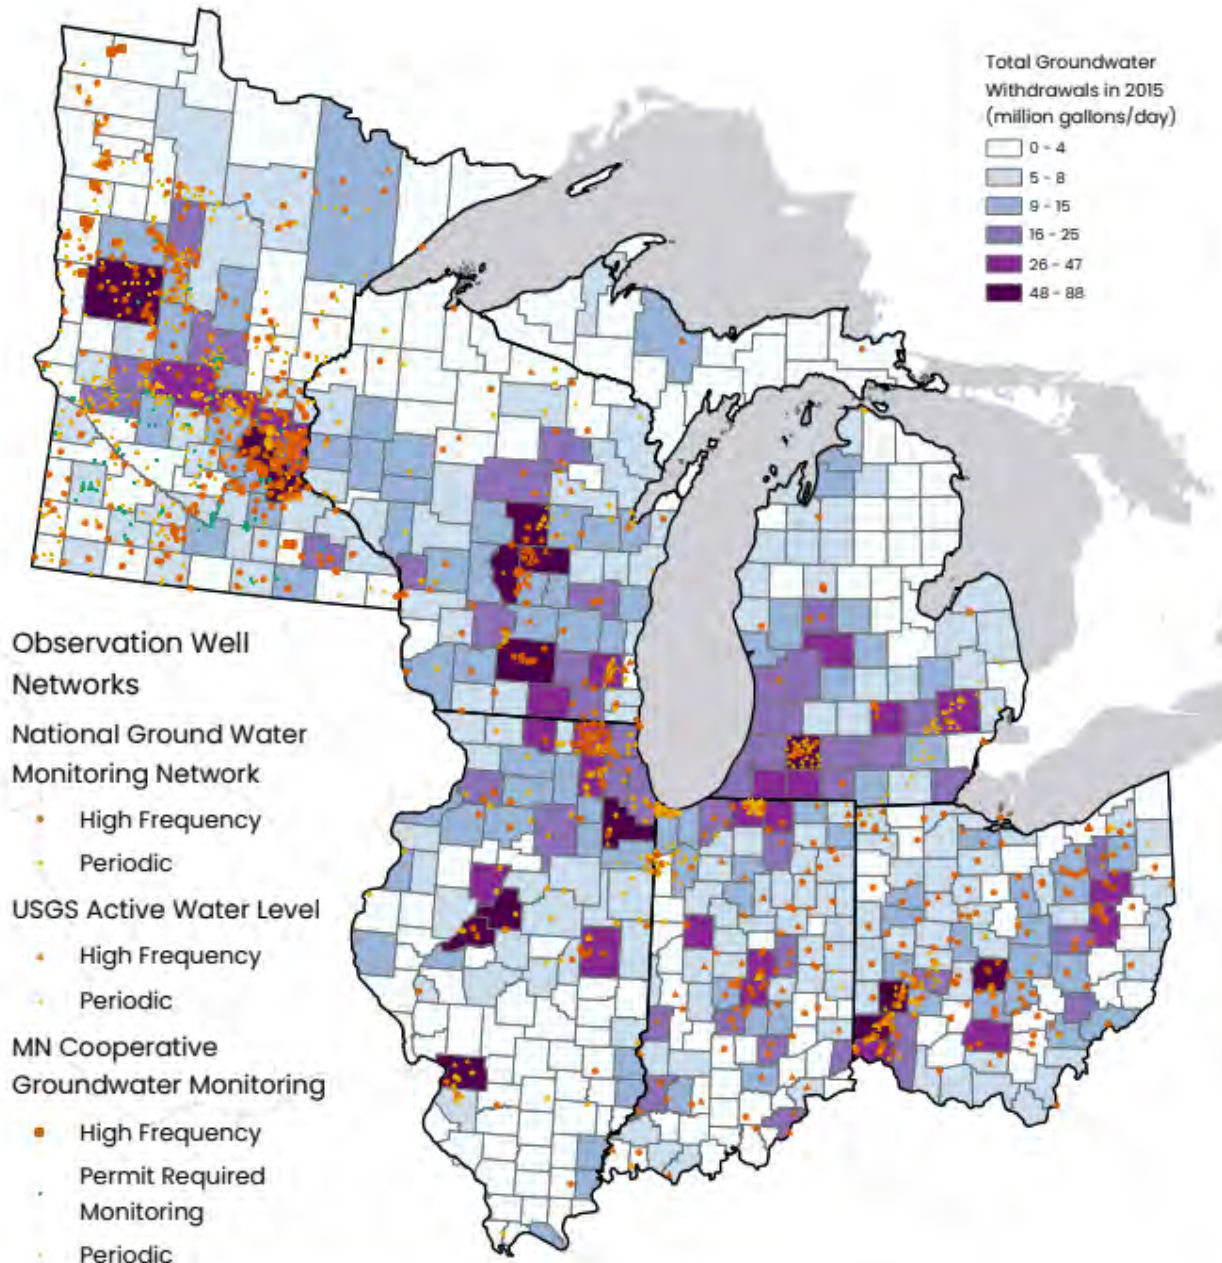 Total Groundwater
Withdrawals in 2015
(million gallons/day)
0 - 4
5 - 8
9 - 15
16 - 25
26 - 47
48 - 88
Observation Well
Networks
National Ground Water
Monitoring Network
High Frequency
Periodic
USGS Active Water Level
High Frequency
Periodic
MN Cooperative
Groundwater Monitoring
High Frequency
Permit Required
Monitoring
Periodic